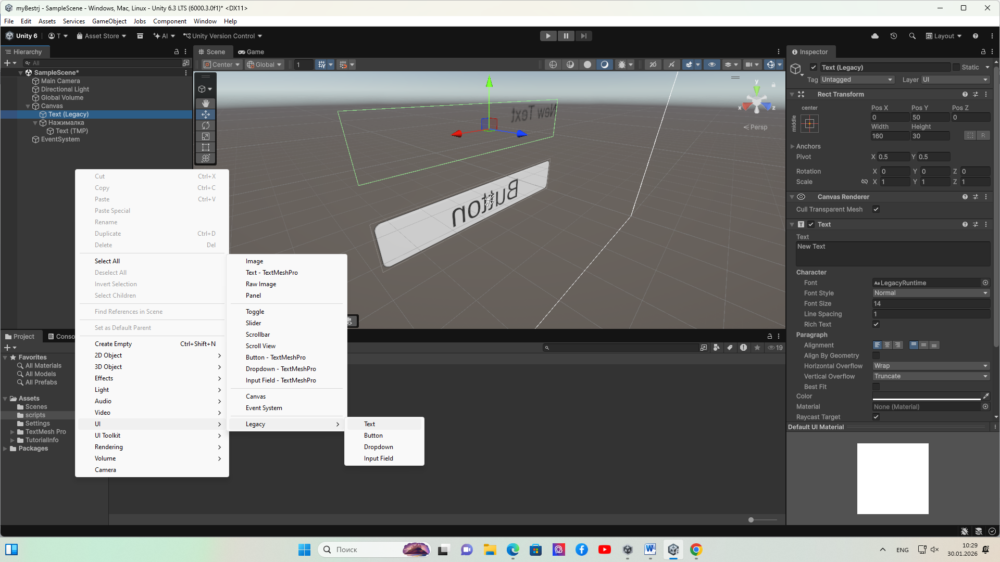 myBestrj - SampleScene - Windows, Mac, Linux - Unity 6.3 LTS (6000.3.0f1)* <DX11>
File Edit Assets Services GameObject Jobs Component Window Help
Unity 6 T Asset Store AI Unity Version Control Layout
Hierarchy
All
SampleScene*
Main Camera
Directional Light
Global Volume
Canvas
Text (Legacy)
Нажималка
Text (TMP)
EventSystem
Scene Game
Center Global 1 2D
New Text
Button
y
x
z
Persp
Cut Ctrl+X
Copy Ctrl+C
Paste Ctrl+V
Paste Special
Rename
Duplicate Ctrl+D
Delete Del
Select All
Deselect All
Invert Selection
Select Children
Find References in Scene
Set as Default Parent
Create Empty Ctrl+Shift+N
2D Object
3D Object
Effects
Light
Audio
Video
UI
UI Toolkit
Rendering
Volume
Camera
Image
Text - TextMeshPro
Raw Image
Panel
Toggle
Slider
Scrollbar
Scroll View
Button - TextMeshPro
Dropdown - TextMeshPro
Input Field - TextMeshPro
Canvas
Event System
Legacy
Text
Button
Dropdown
Input Field
Project Conso
19
Favorites
All Materials
All Models
All Prefabs
Assets
Scenes
scripts
Settings
TextMesh Pro
TutorialInfo
Packages
Inspector
Text (Legacy) Static
Tag Untagged Layer UI
Rect Transform
center
middle
Pos X Pos Y Pos Z
0 50 0
Width Height
160 30
R
Anchors
Pivot X 0.5 Y 0.5
Rotation X 0 Y 0 Z 0
Scale X 1 Y 1 Z 1
Canvas Renderer
Cull Transparent Mesh
Text
Text
New Text
Character
Font Aa LegacyRuntime
Font Style Normal
Font Size 14
Line Spacing 1
Rich Text
Paragraph
Alignment
Align By Geometry
Horizontal Overflow Wrap
Vertical Overflow Truncate
Best Fit
Color
Material None (Material)
Raycast Target
Default UI Material
Поиск
ENG
10:29
30.01.2026